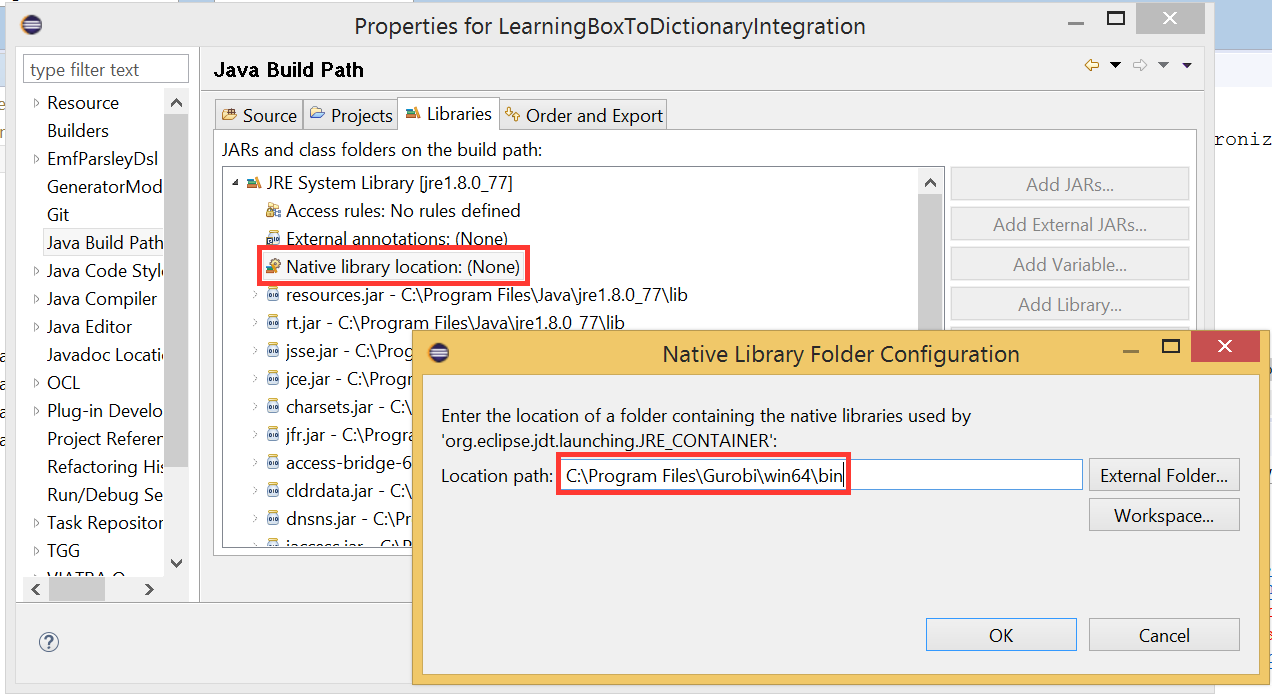 Properties for LearningBoxToDictionaryIntegration
type filter text
Resource
Builders
EmfParsleyDsl
GeneratorMod
Git
Java Build Path
Java Code Style
Java Compiler
Java Editor
Javadoc Locati
OCL
Plug-in Develo
Project Referen
Refactoring His
Run/Debug Se
Task Repositor
TGG
VIATRA Q
Java Build Path
Source
Projects
Libraries
Order and Export
JARs and class folders on the build path:
JRE System Library [jre1.8.0_77]
Access rules: No rules defined
External annotations: (None)
Native library location: (None)
resources.jar - C:\Program Files\Java\jre1.8.0_77\lib
rt.jar - C:\Program Files\Java\jre1.8.0_77\lib
jsse.jar - C:\Prog
jce.jar - C:\Progr
charsets.jar - C:\
jfr.jar - C:\Progra
access-bridge-6
cldrdata.jar - C:\
dnsns.jar - C:\Pr
jaccess.jar - C:\
Add JARs...
Add External JARs...
Add Variable...
Add Library...
roniz
Native Library Folder Configuration
Enter the location of a folder containing the native libraries used by
'org.eclipse.jdt.launching.JRE_CONTAINER':
Location path:
C:\Program Files\Gurobi\win64\bin
External Folder...
Workspace...
OK
Cancel